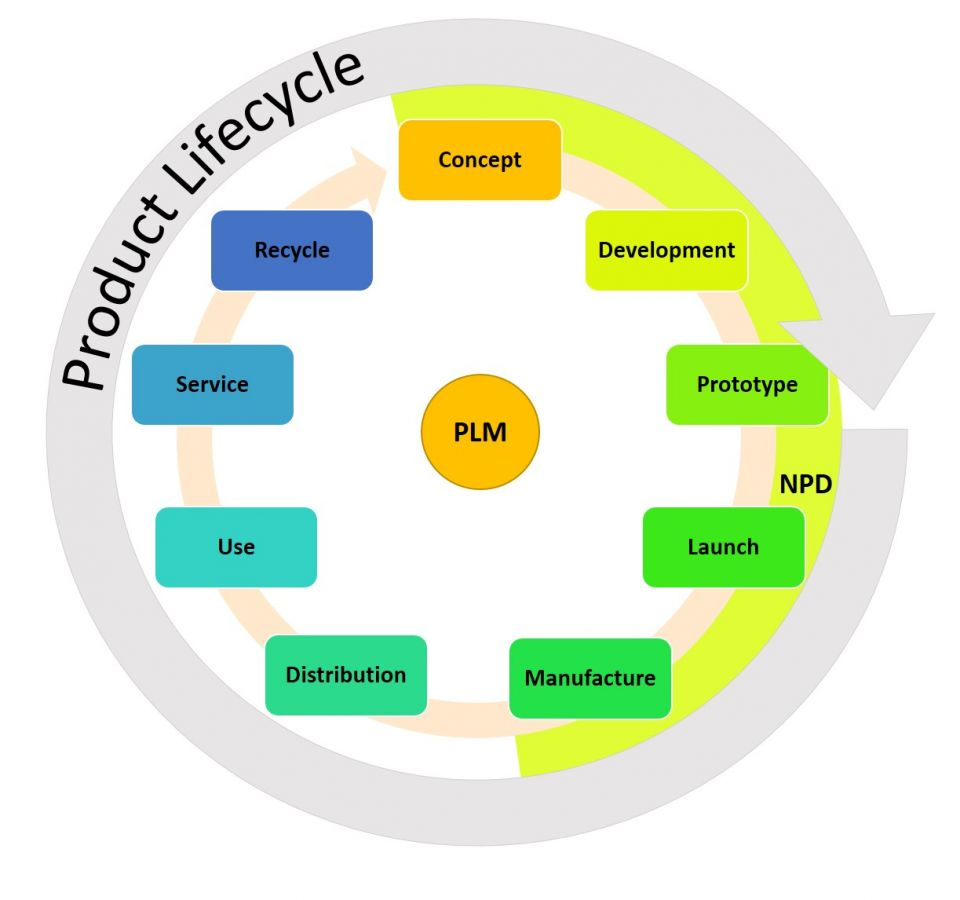 Product Lifecycle
Concept
Development
Prototype
NPD
Launch
Manufacture
Distribution
Use
Service
Recycle
PLM